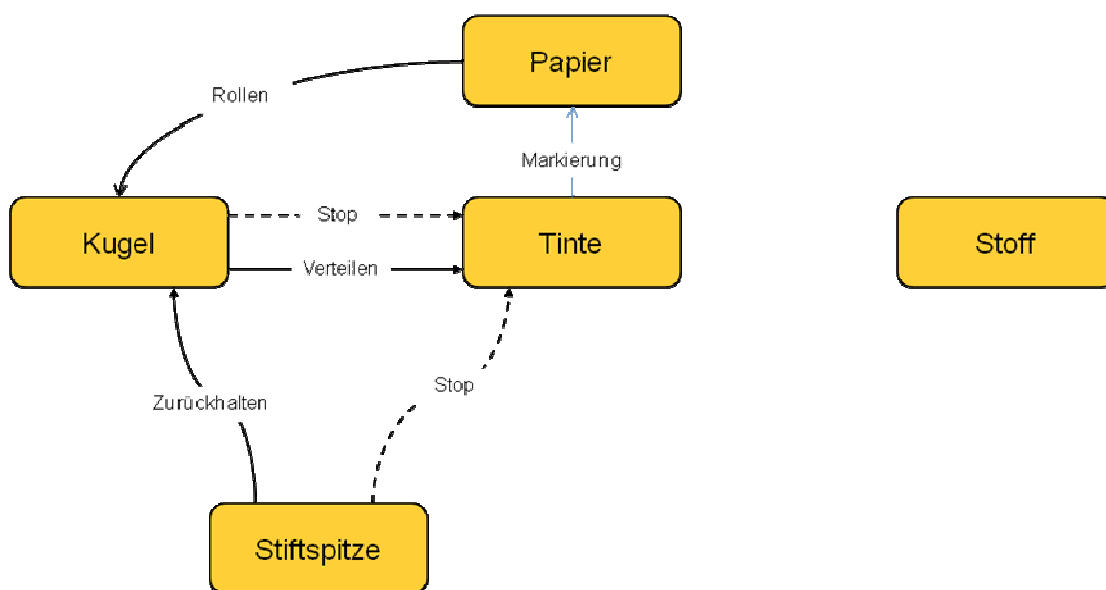 Papier
Rollen
Markierung
Kugel
Stop
Tinte
Stoff
Verteilen
Stop
Zurückhalten
Stiftspitze